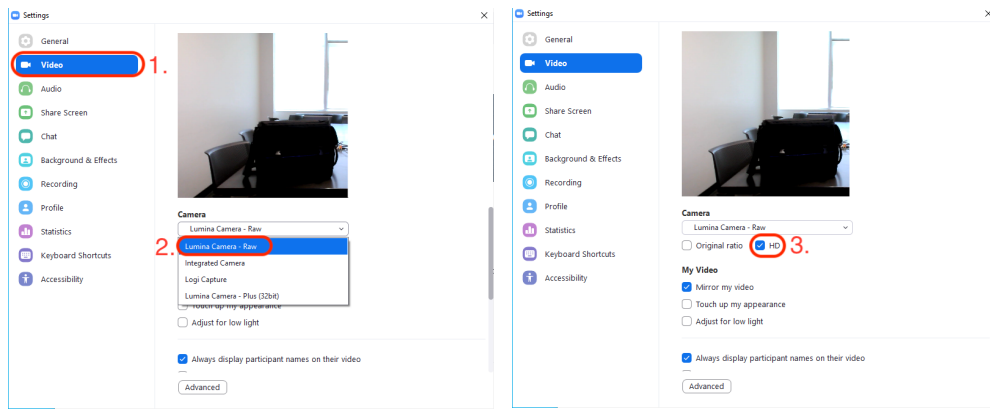 Settings
General
Video
1.
Audio
Share Screen
Chat
Background & Effects
Recording
Profile
Statistics
Keyboard Shortcuts
Accessibility
Camera
Lumina Camera - Raw
2.
Lumina Camera - Raw
Integrated Camera
Logi Capture
Lumina Camera - Plus (32bit)
Touch up my appearance
Adjust for low light
Always display participant names on their video
Advanced
Settings
General
Video
Audio
Share Screen
Chat
Background & Effects
Recording
Profile
Statistics
Keyboard Shortcuts
Accessibility
Camera
Lumina Camera - Raw
Original ratio HD 3.
My Video
Mirror my video
Touch up my appearance
Adjust for low light
Always display participant names on their video
Advanced